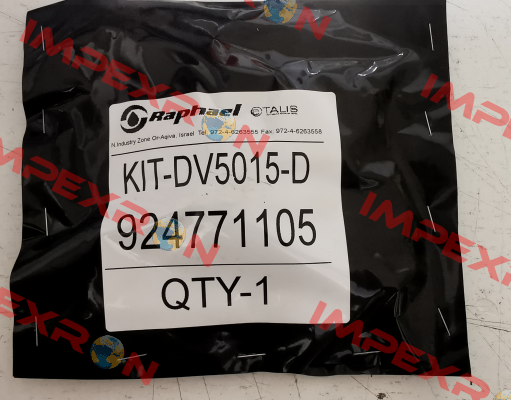 Raphael TALIS
N.Industry Zone Or-Aqiva, Israel Tel. 972-4-6263555 Fax. 972-4-6263558
KIT-DV5015-D
924771105
QTY-1
IMPEXRON
IMPEXRON
IMPEXRON
IMPEXRON
IMPEXRON